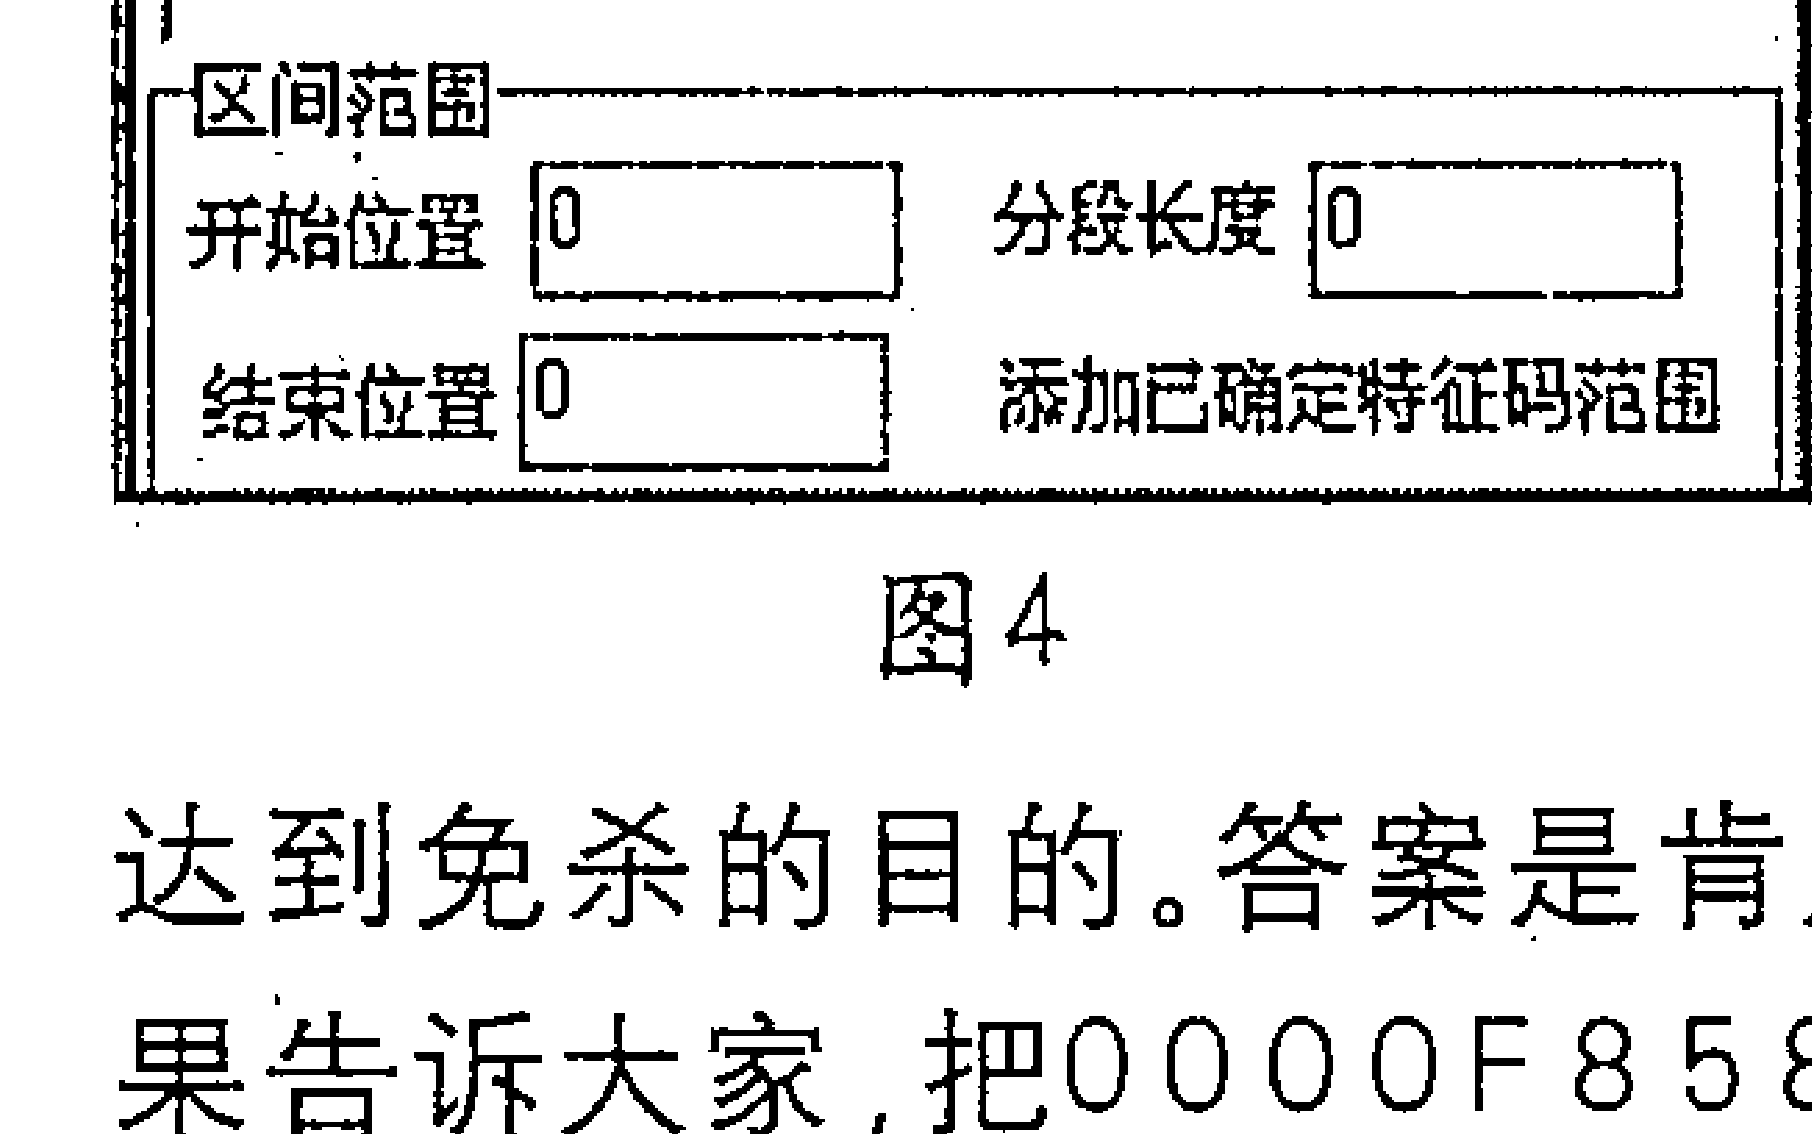 区间范围
开始位置 0 分段长度 0
结束位置 0 添加已确定特征码范围
图4
达到免杀的目的。答案是肯
果告诉大家,把0000F858